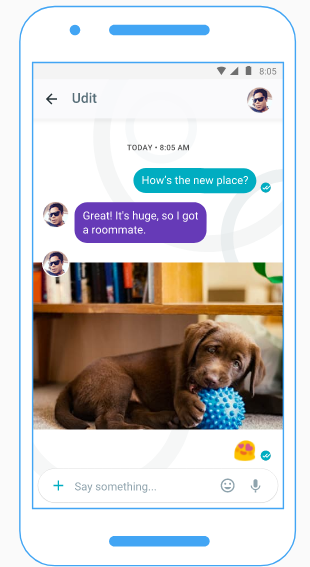 8:05
Udit
TODAY • 8:05 AM
How's the new place?
Great! It's huge, so I got
a roommate.
Say something...